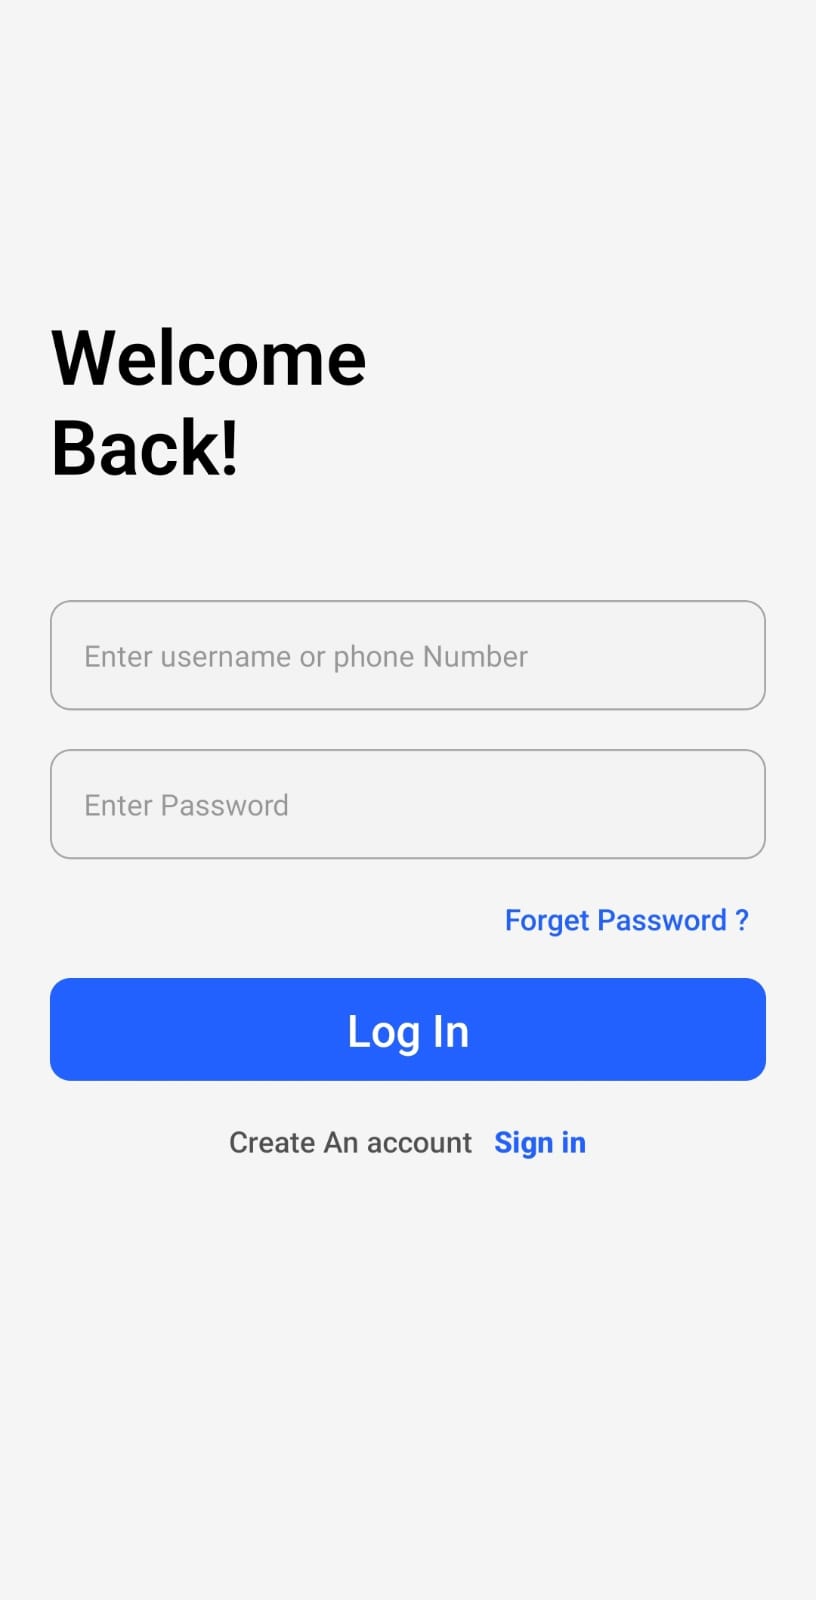 Welcome
Back!
Enter username or phone Number
Enter Password
Forget Password ?
Log In
Create An account Sign in